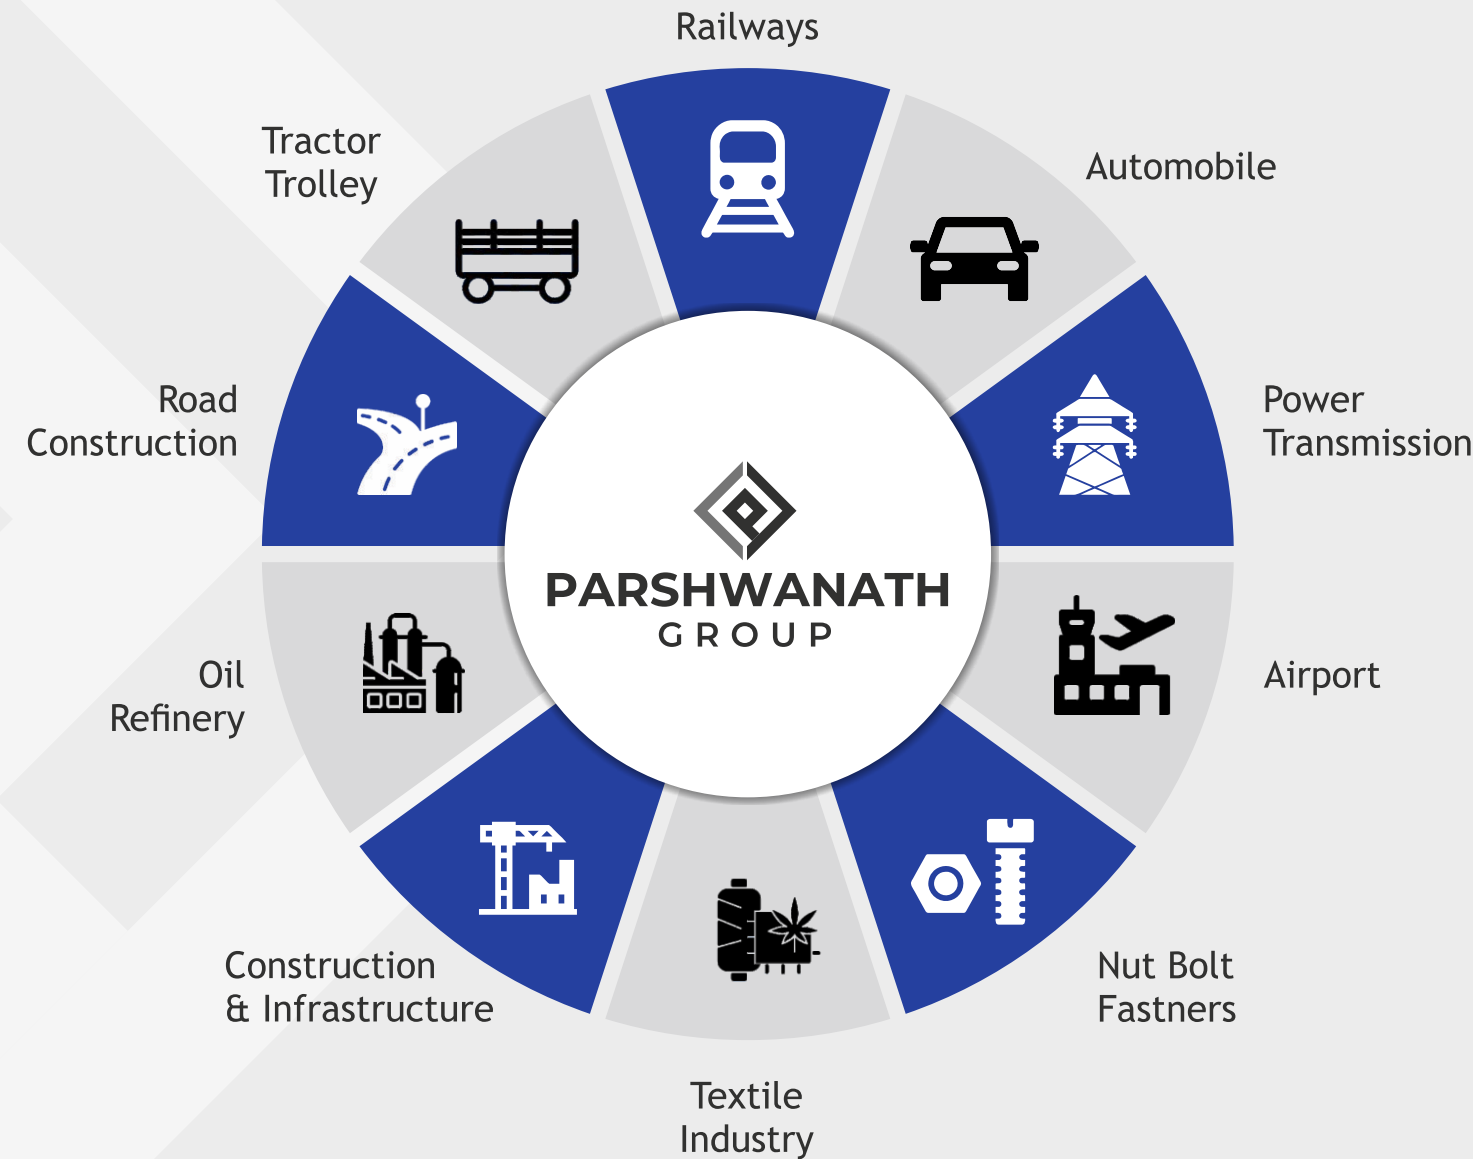 Railways
Automobile
Power
Transmission
Airport
Nut Bolt
Fastners
Textile
Industry
Construction
& Infrastructure
Oil
Refinery
Road
Construction
Tractor
Trolley
PARSHWANATH
GROUP